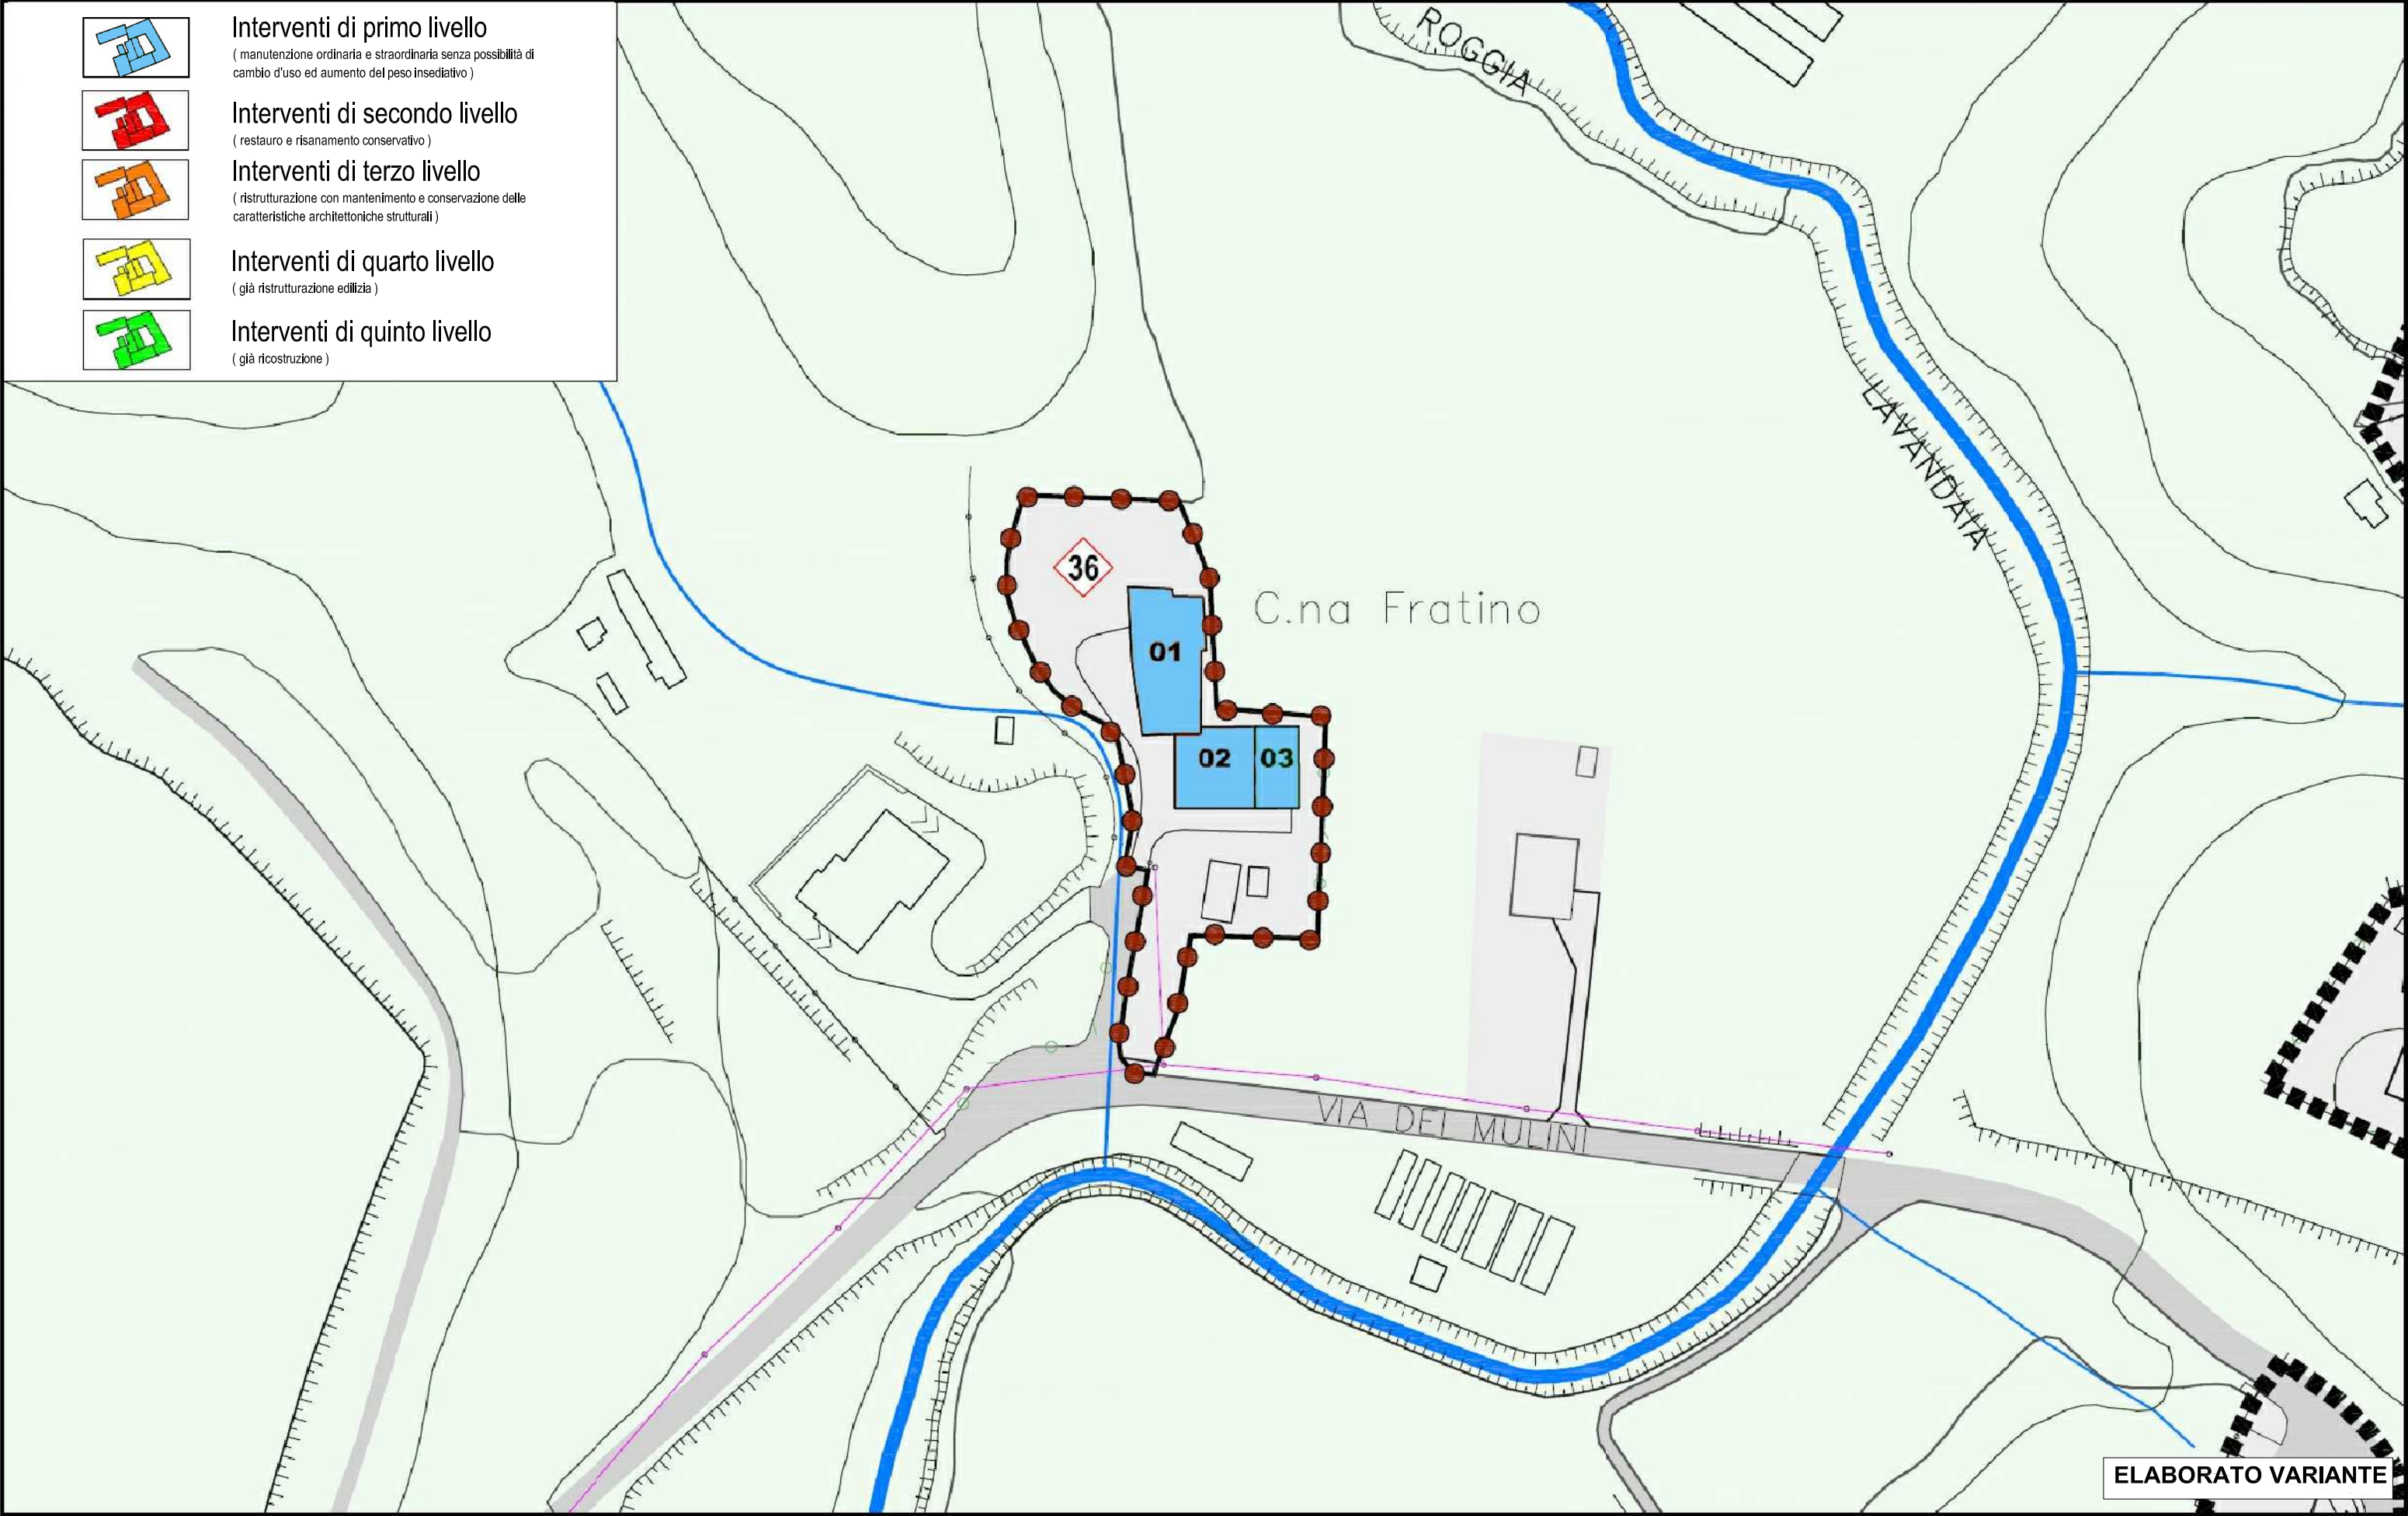 Interventi di primo livello
( manutenzione ordinaria e straordinaria senza possibilità di
cambio d'uso ed aumento del peso insediativo )
Interventi di secondo livello
( restauro e risanamento conservativo )
Interventi di terzo livello
( ristrutturazione con mantenimento e conservazione delle
caratteristiche architettoniche strutturali )
Interventi di quarto livello
( già ristrutturazione edilizia )
Interventi di quinto livello
( già ricostruzione )
ROGGIA
LAVANDAIA
36
C.na Fratino
01
02
03
VIA DEI MULINI
ELABORATO VARIANTE